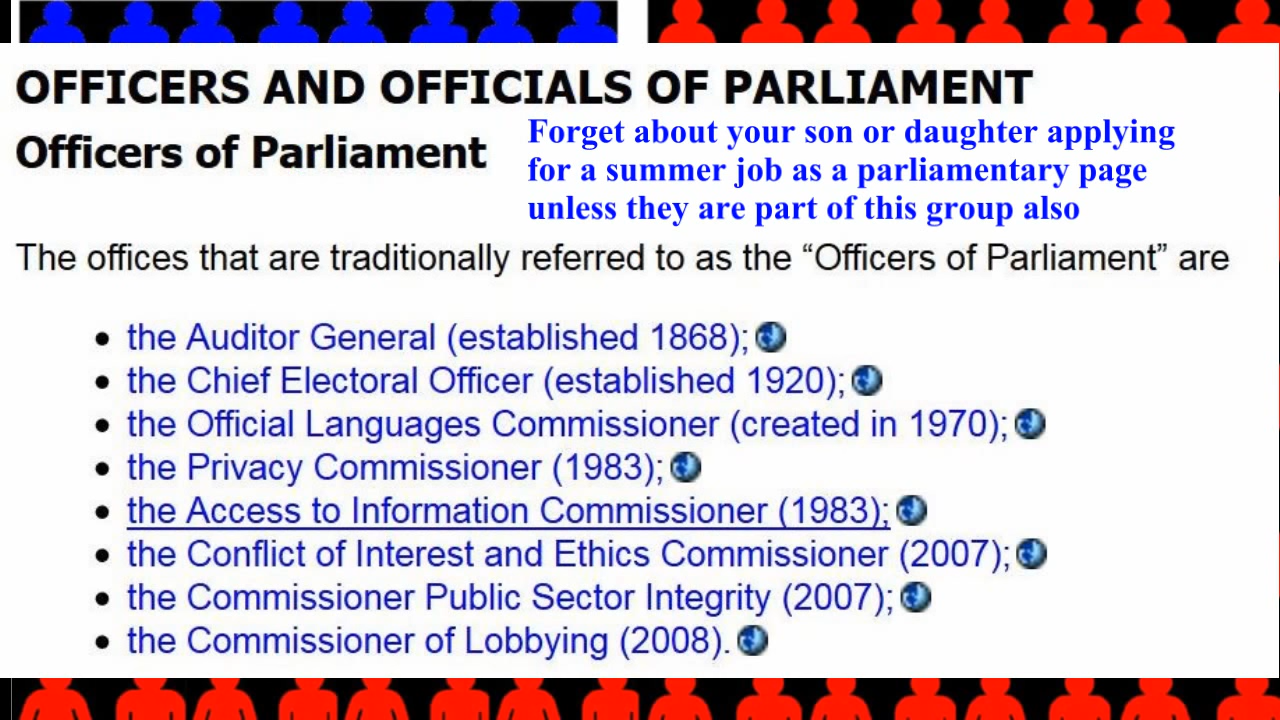 OFFICERS AND OFFICIALS OF PARLIAMENT
Officers of Parliament
Forget about your son or daughter applying
for a summer job as a parliamentary page
unless they are part of this group also
The offices that are traditionally referred to as the “Officers of Parliament” are
• the Auditor General (established 1868);
• the Chief Electoral Officer (established 1920);
• the Official Languages Commissioner (created in 1970);
• the Privacy Commissioner (1983);
• the Access to Information Commissioner (1983);
• the Conflict of Interest and Ethics Commissioner (2007);
• the Commissioner Public Sector Integrity (2007);
• the Commissioner of Lobbying (2008).